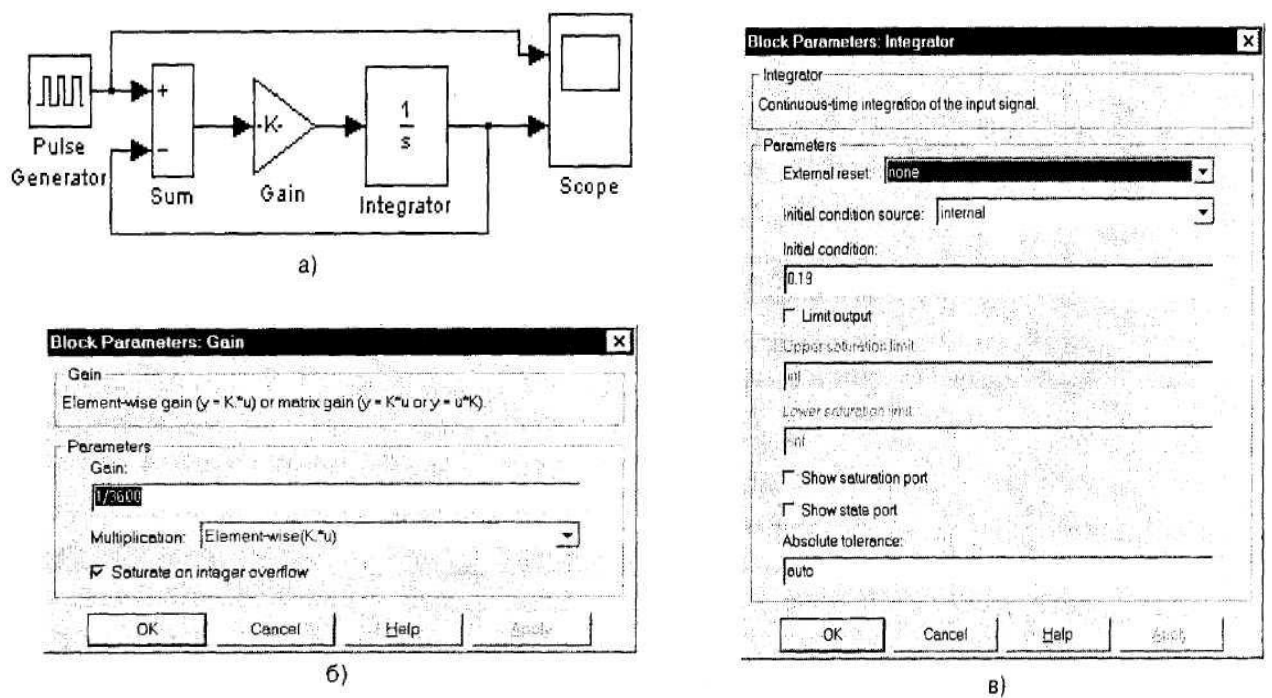 Pulse
Generator
+
−
Sum
-K-
Gain
1
s
Integrator
Scope
а)
Block Parameters: Gain
Gain
Element-wise gain (y = K.*u) or matrix gain (y = K*u or y = u*K).
Parameters
Gain:
1/3600
Multiplication: Element-wise(K.*u)
Saturate on integer overflow
OK Cancel Help Apply
б)
Block Parameters: Integrator
Integrator
Continuous-time integration of the input signal.
Parameters
External reset: none
Initial condition source: internal
Initial condition:
0.19
Limit output
Upper saturation limit
inf
Lower saturation limit
-inf
Show saturation port
Show state port
Absolute tolerance:
auto
OK Cancel Help Apply
в)